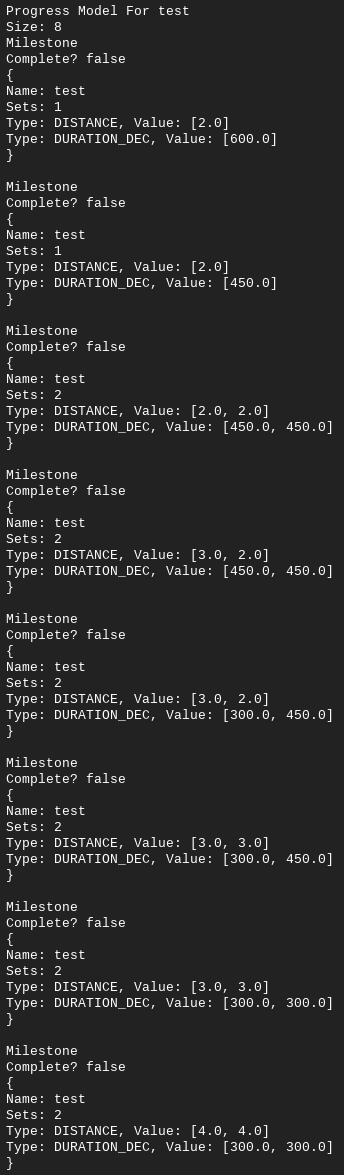 Progress Model For test
Size: 8
Milestone
Complete? false
{
Name: test
Sets: 1
Type: DISTANCE, Value: [2.0]
Type: DURATION_DEC, Value: [600.0]
}

Milestone
Complete? false
{
Name: test
Sets: 1
Type: DISTANCE, Value: [2.0]
Type: DURATION_DEC, Value: [450.0]
}

Milestone
Complete? false
{
Name: test
Sets: 2
Type: DISTANCE, Value: [2.0, 2.0]
Type: DURATION_DEC, Value: [450.0, 450.0]
}

Milestone
Complete? false
{
Name: test
Sets: 2
Type: DISTANCE, Value: [3.0, 2.0]
Type: DURATION_DEC, Value: [450.0, 450.0]
}

Milestone
Complete? false
{
Name: test
Sets: 2
Type: DISTANCE, Value: [3.0, 2.0]
Type: DURATION_DEC, Value: [300.0, 450.0]
}

Milestone
Complete? false
{
Name: test
Sets: 2
Type: DISTANCE, Value: [3.0, 3.0]
Type: DURATION_DEC, Value: [300.0, 450.0]
}

Milestone
Complete? false
{
Name: test
Sets: 2
Type: DISTANCE, Value: [3.0, 3.0]
Type: DURATION_DEC, Value: [300.0, 300.0]
}

Milestone
Complete? false
{
Name: test
Sets: 2
Type: DISTANCE, Value: [4.0, 4.0]
Type: DURATION_DEC, Value: [300.0, 300.0]
}